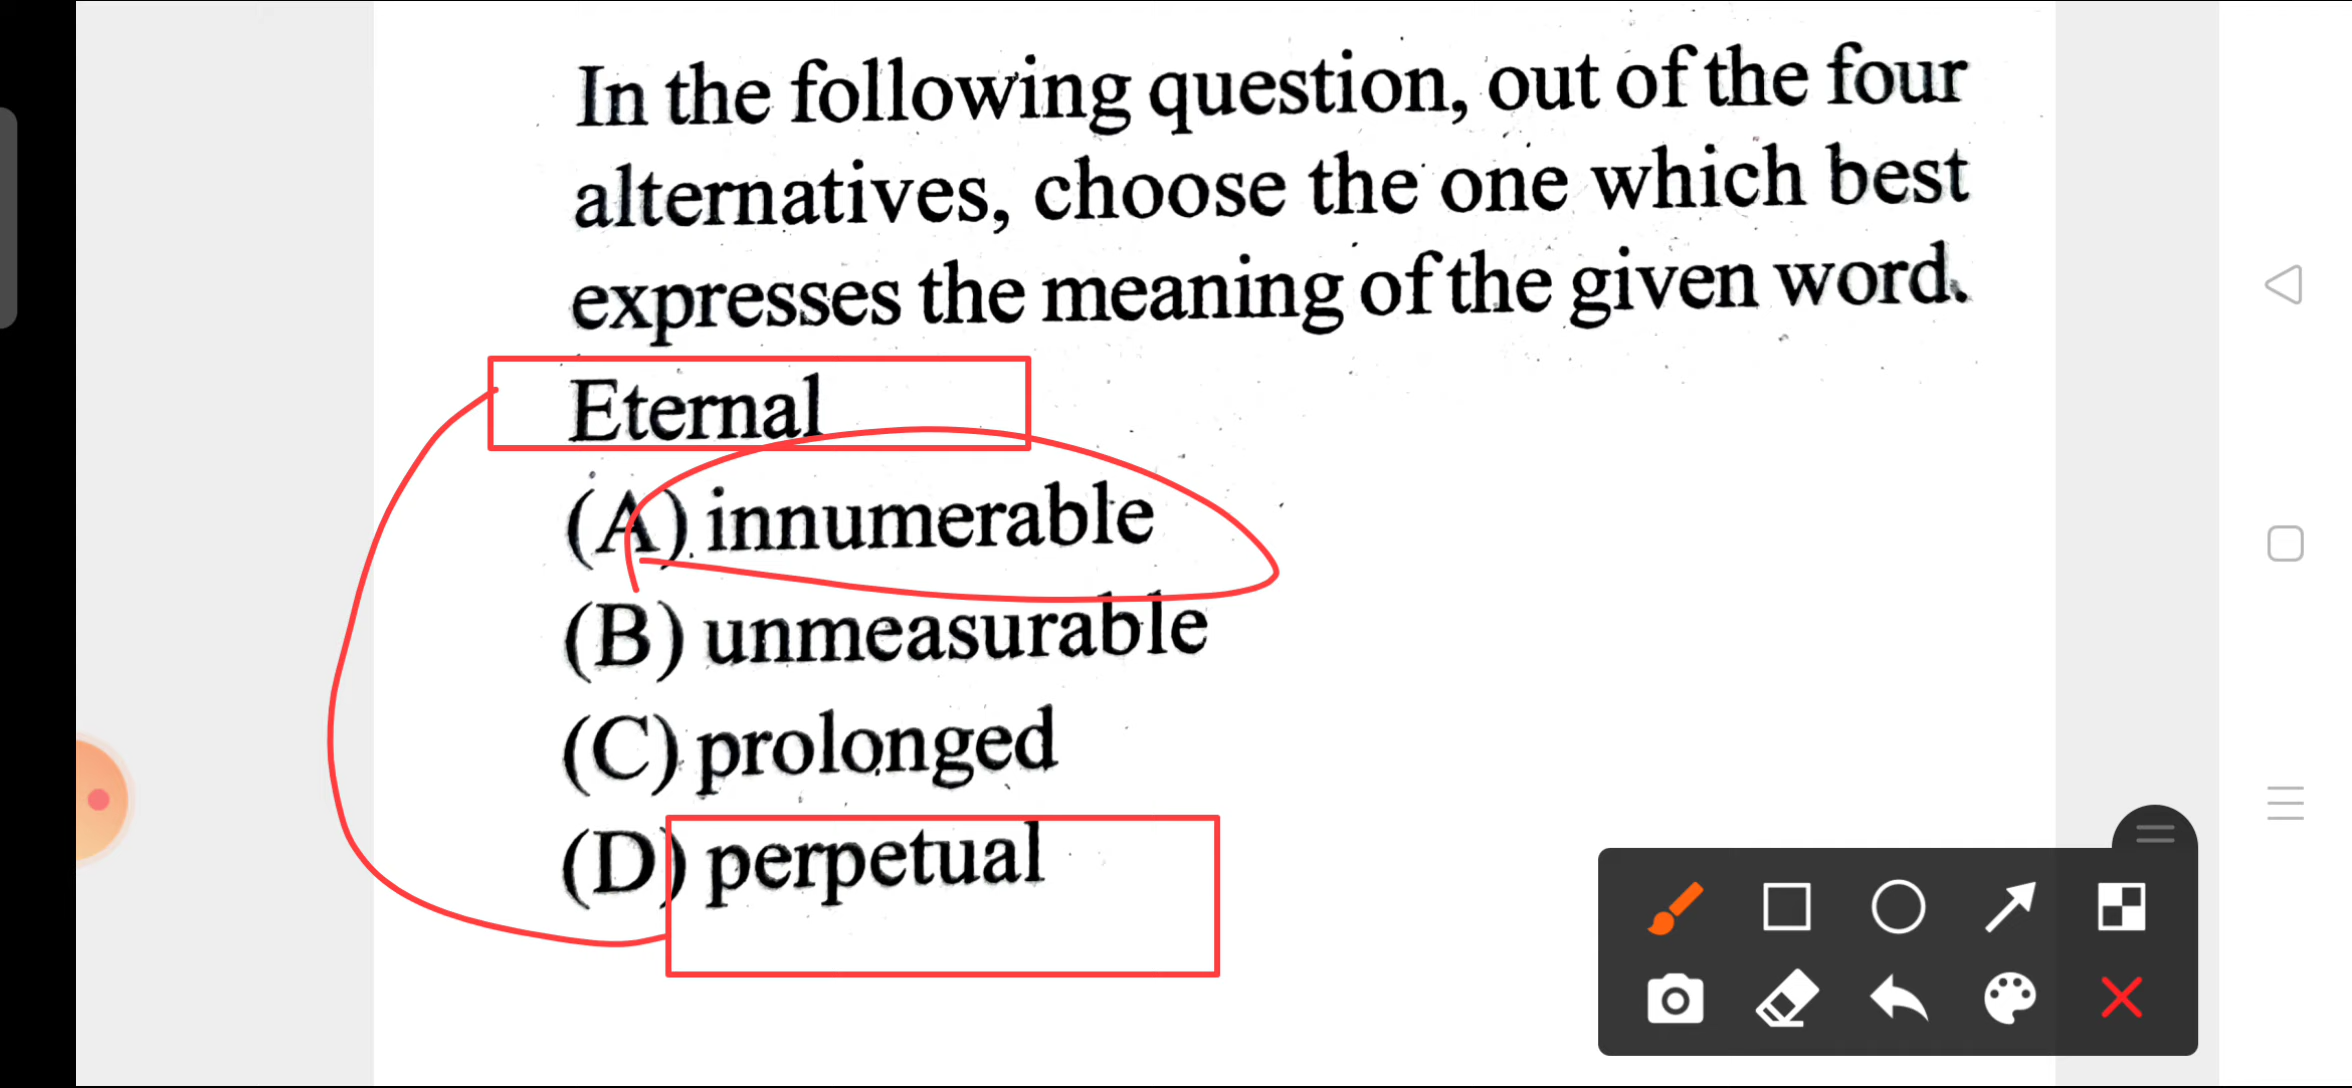 In the following question, out of the four
alternatives, choose the one which best
expresses the meaning of the given word.
Eternal
(A) innumerable
(B) unmeasurable
(C) prolonged
(D) perpetual